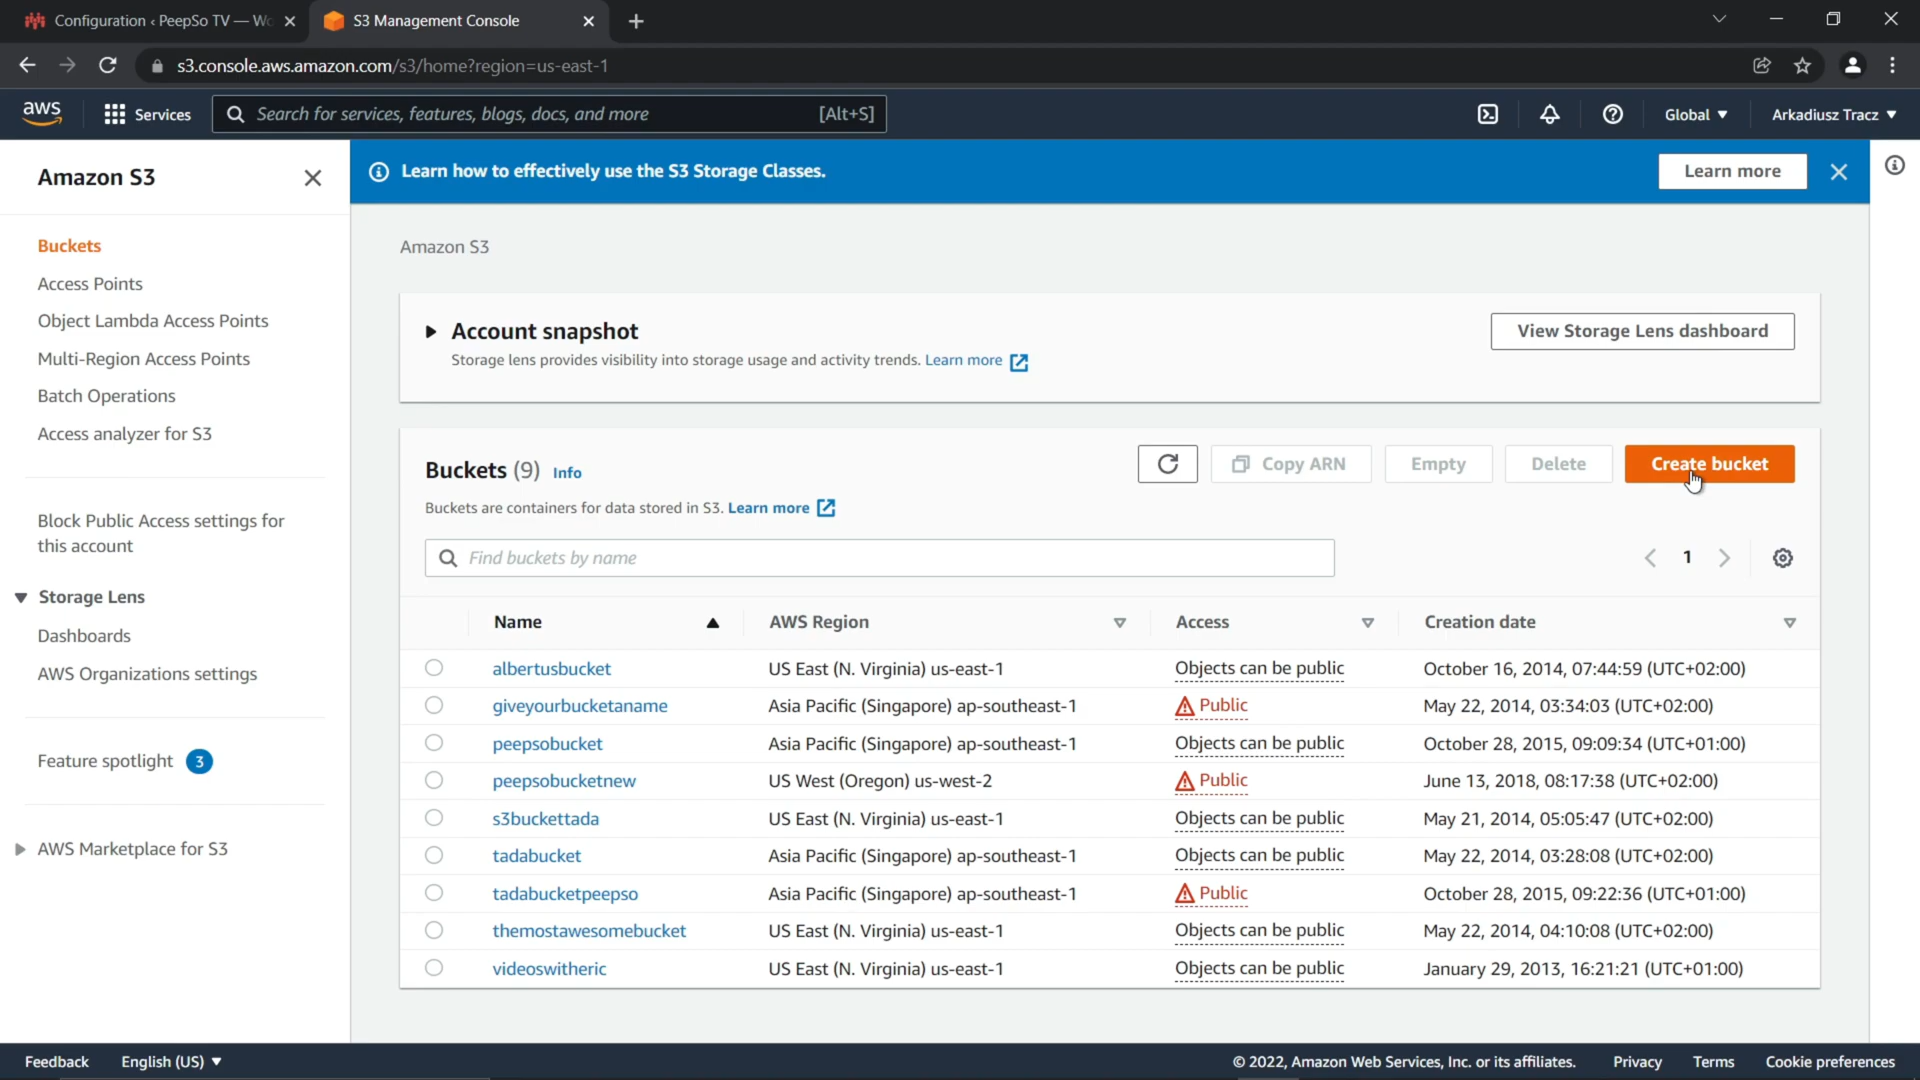 Configuration ‹ PeepSo TV — Wo
S3 Management Console
s3.console.aws.amazon.com/s3/home?region=us-east-1
aws
Services
Search for services, features, blogs, docs, and more
[Alt+S]
Global
Arkadiusz Tracz
Amazon S3
Buckets
Access Points
Object Lambda Access Points
Multi-Region Access Points
Batch Operations
Access analyzer for S3
Block Public Access settings for
this account
Storage Lens
Dashboards
AWS Organizations settings
Feature spotlight 3
AWS Marketplace for S3
Learn how to effectively use the S3 Storage Classes.
Learn more
Amazon S3
Account snapshot
Storage lens provides visibility into storage usage and activity trends. Learn more
View Storage Lens dashboard
Buckets (9) Info
Copy ARN
Empty
Delete
Create bucket
Buckets are containers for data stored in S3. Learn more
Find buckets by name
1
Name AWS Region Access Creation date
albertusbucket US East (N. Virginia) us-east-1 Objects can be public October 16, 2014, 07:44:59 (UTC+02:00)
giveyourbucketaname Asia Pacific (Singapore) ap-southeast-1 Public May 22, 2014, 03:34:03 (UTC+02:00)
peepsobucket Asia Pacific (Singapore) ap-southeast-1 Objects can be public October 28, 2015, 09:09:34 (UTC+01:00)
peepsobucketnew US West (Oregon) us-west-2 Public June 13, 2018, 08:17:38 (UTC+02:00)
s3buckettada US East (N. Virginia) us-east-1 Objects can be public May 21, 2014, 05:05:47 (UTC+02:00)
tadabucket Asia Pacific (Singapore) ap-southeast-1 Objects can be public May 22, 2014, 03:28:08 (UTC+02:00)
tadabucketpeepso Asia Pacific (Singapore) ap-southeast-1 Public October 28, 2015, 09:22:36 (UTC+01:00)
themostawesomebucket US East (N. Virginia) us-east-1 Objects can be public May 22, 2014, 04:10:08 (UTC+02:00)
videoswitheric US East (N. Virginia) us-east-1 Objects can be public January 29, 2013, 16:21:21 (UTC+01:00)
Feedback
English (US)
© 2022, Amazon Web Services, Inc. or its affiliates.
Privacy
Terms
Cookie preferences